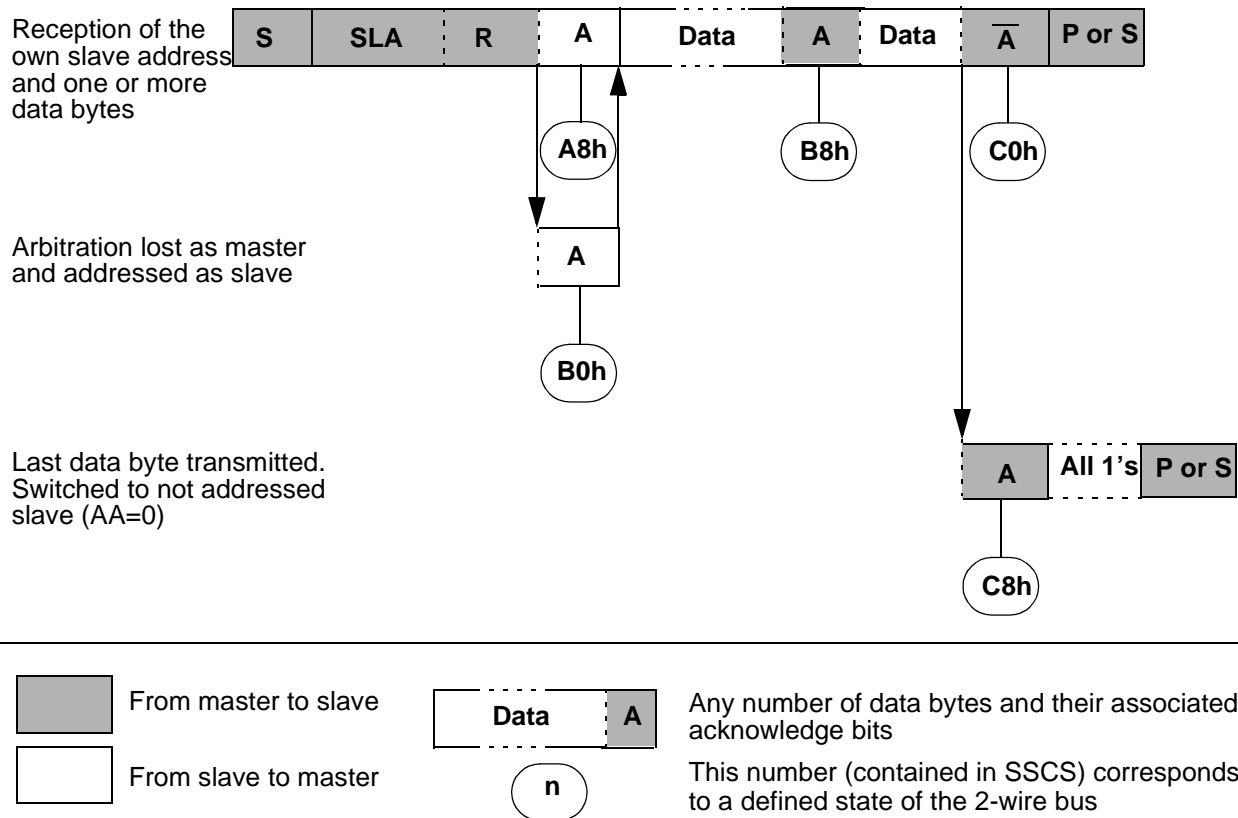 Reception of the
own slave address
and one or more
data bytes
S SLA R A Data A Data A̅ P or S
A8h B8h C0h
Arbitration lost as master
and addressed as slave
A
B0h
Last data byte transmitted.
Switched to not addressed
slave (AA=0)
A All 1's P or S
C8h
From master to slave
From slave to master
Data A
n
Any number of data bytes and their associated
acknowledge bits
This number (contained in SSCS) corresponds
to a defined state of the 2-wire bus